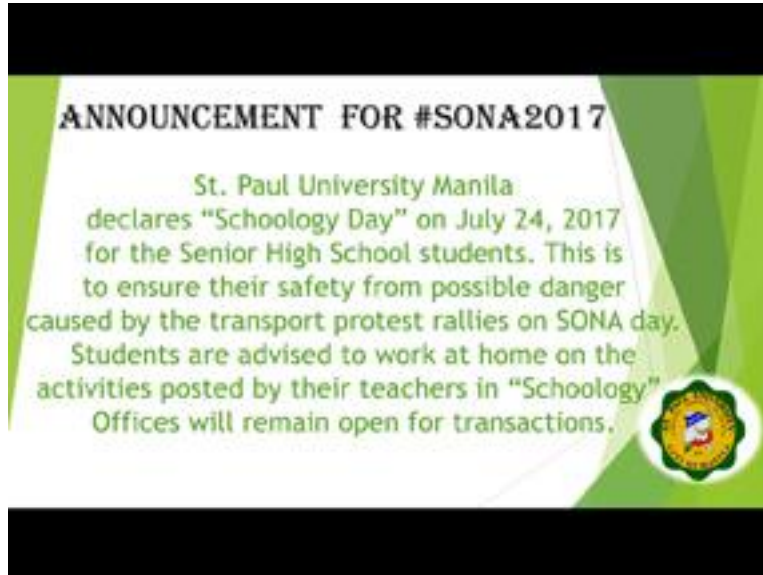 ANNOUNCEMENT FOR #SONA2017
St. Paul University Manila
declares “Schoology Day” on July 24, 2017
for the Senior High School students. This is
to ensure their safety from possible danger
caused by the transport protest rallies on SONA day.
Students are advised to work at home on the
activities posted by their teachers in “Schoology”
Offices will remain open for transactions.